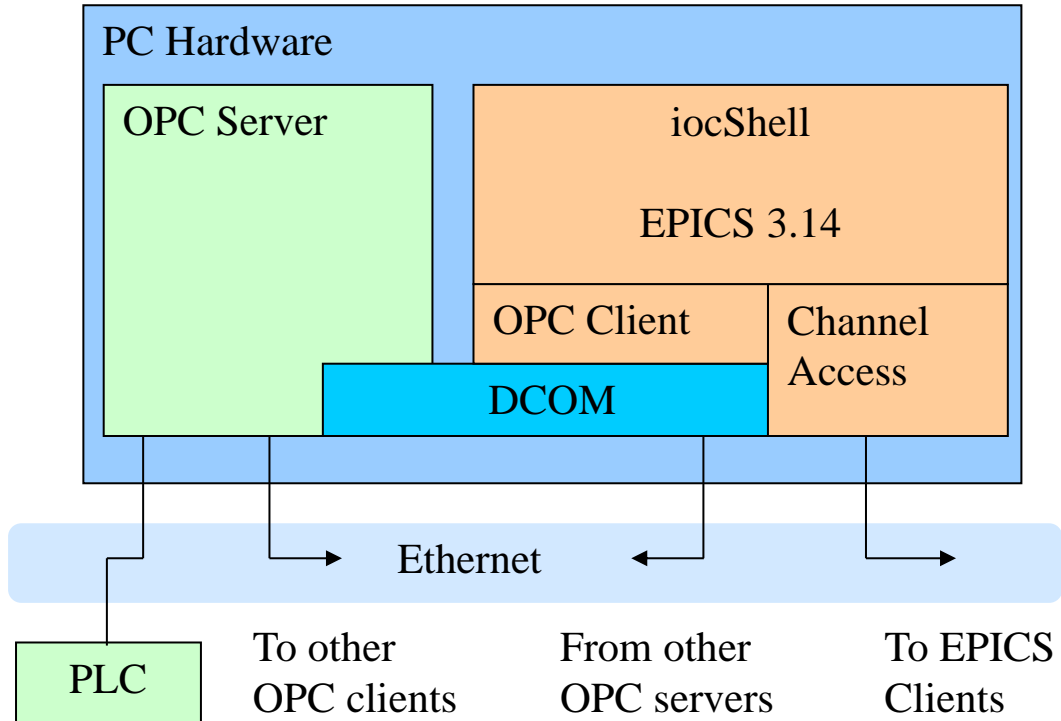 PC Hardware
OPC Server
iocShell
EPICS 3.14
OPC Client
Channel
Access
DCOM
Ethernet
PLC
To other
OPC clients
From other
OPC servers
To EPICS
Clients